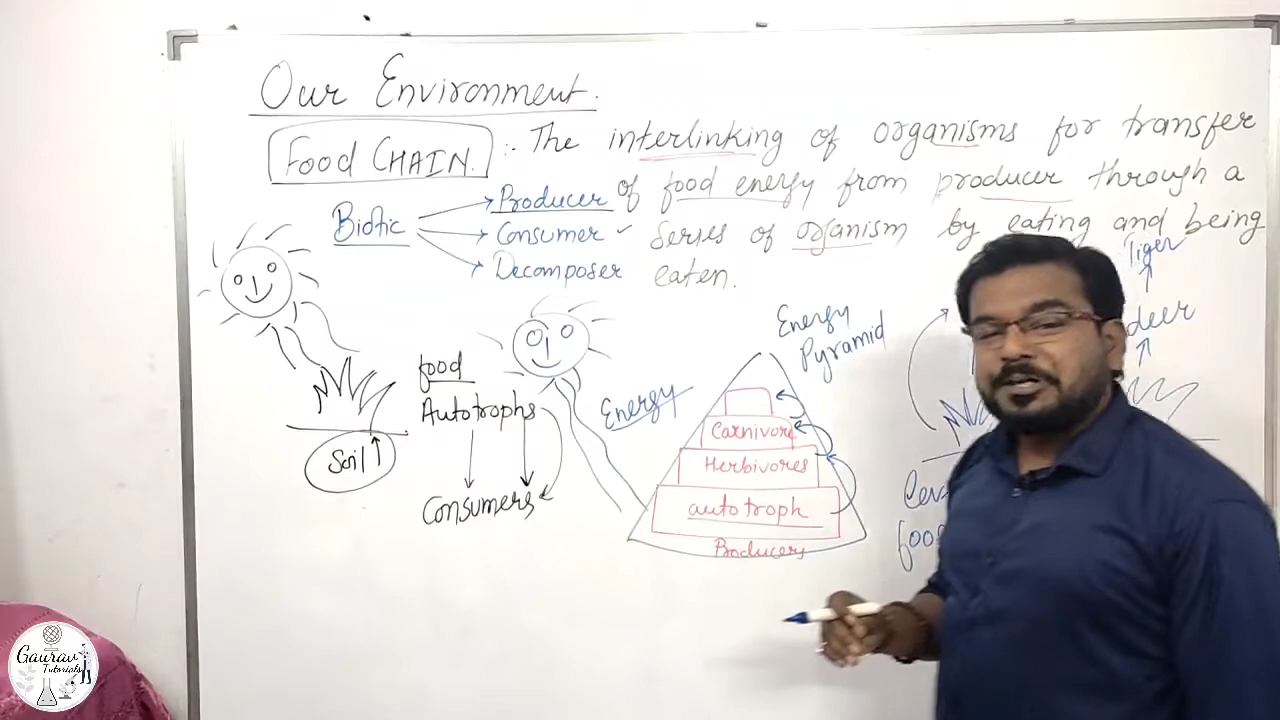 Our Environment.
Food CHAIN. :- The interlinking of organisms for transfer
of food energy from producer through a
series of organism by eating and being
eaten.
Biotic
Producer
Consumer
Decomposer
Soil ↑
food
Autotrophs
Consumers
Energy
Energy
Pyramid
Carnivore
Herbivores
autotroph
Producers
Tiger
deer
Gaurav
Tutorials